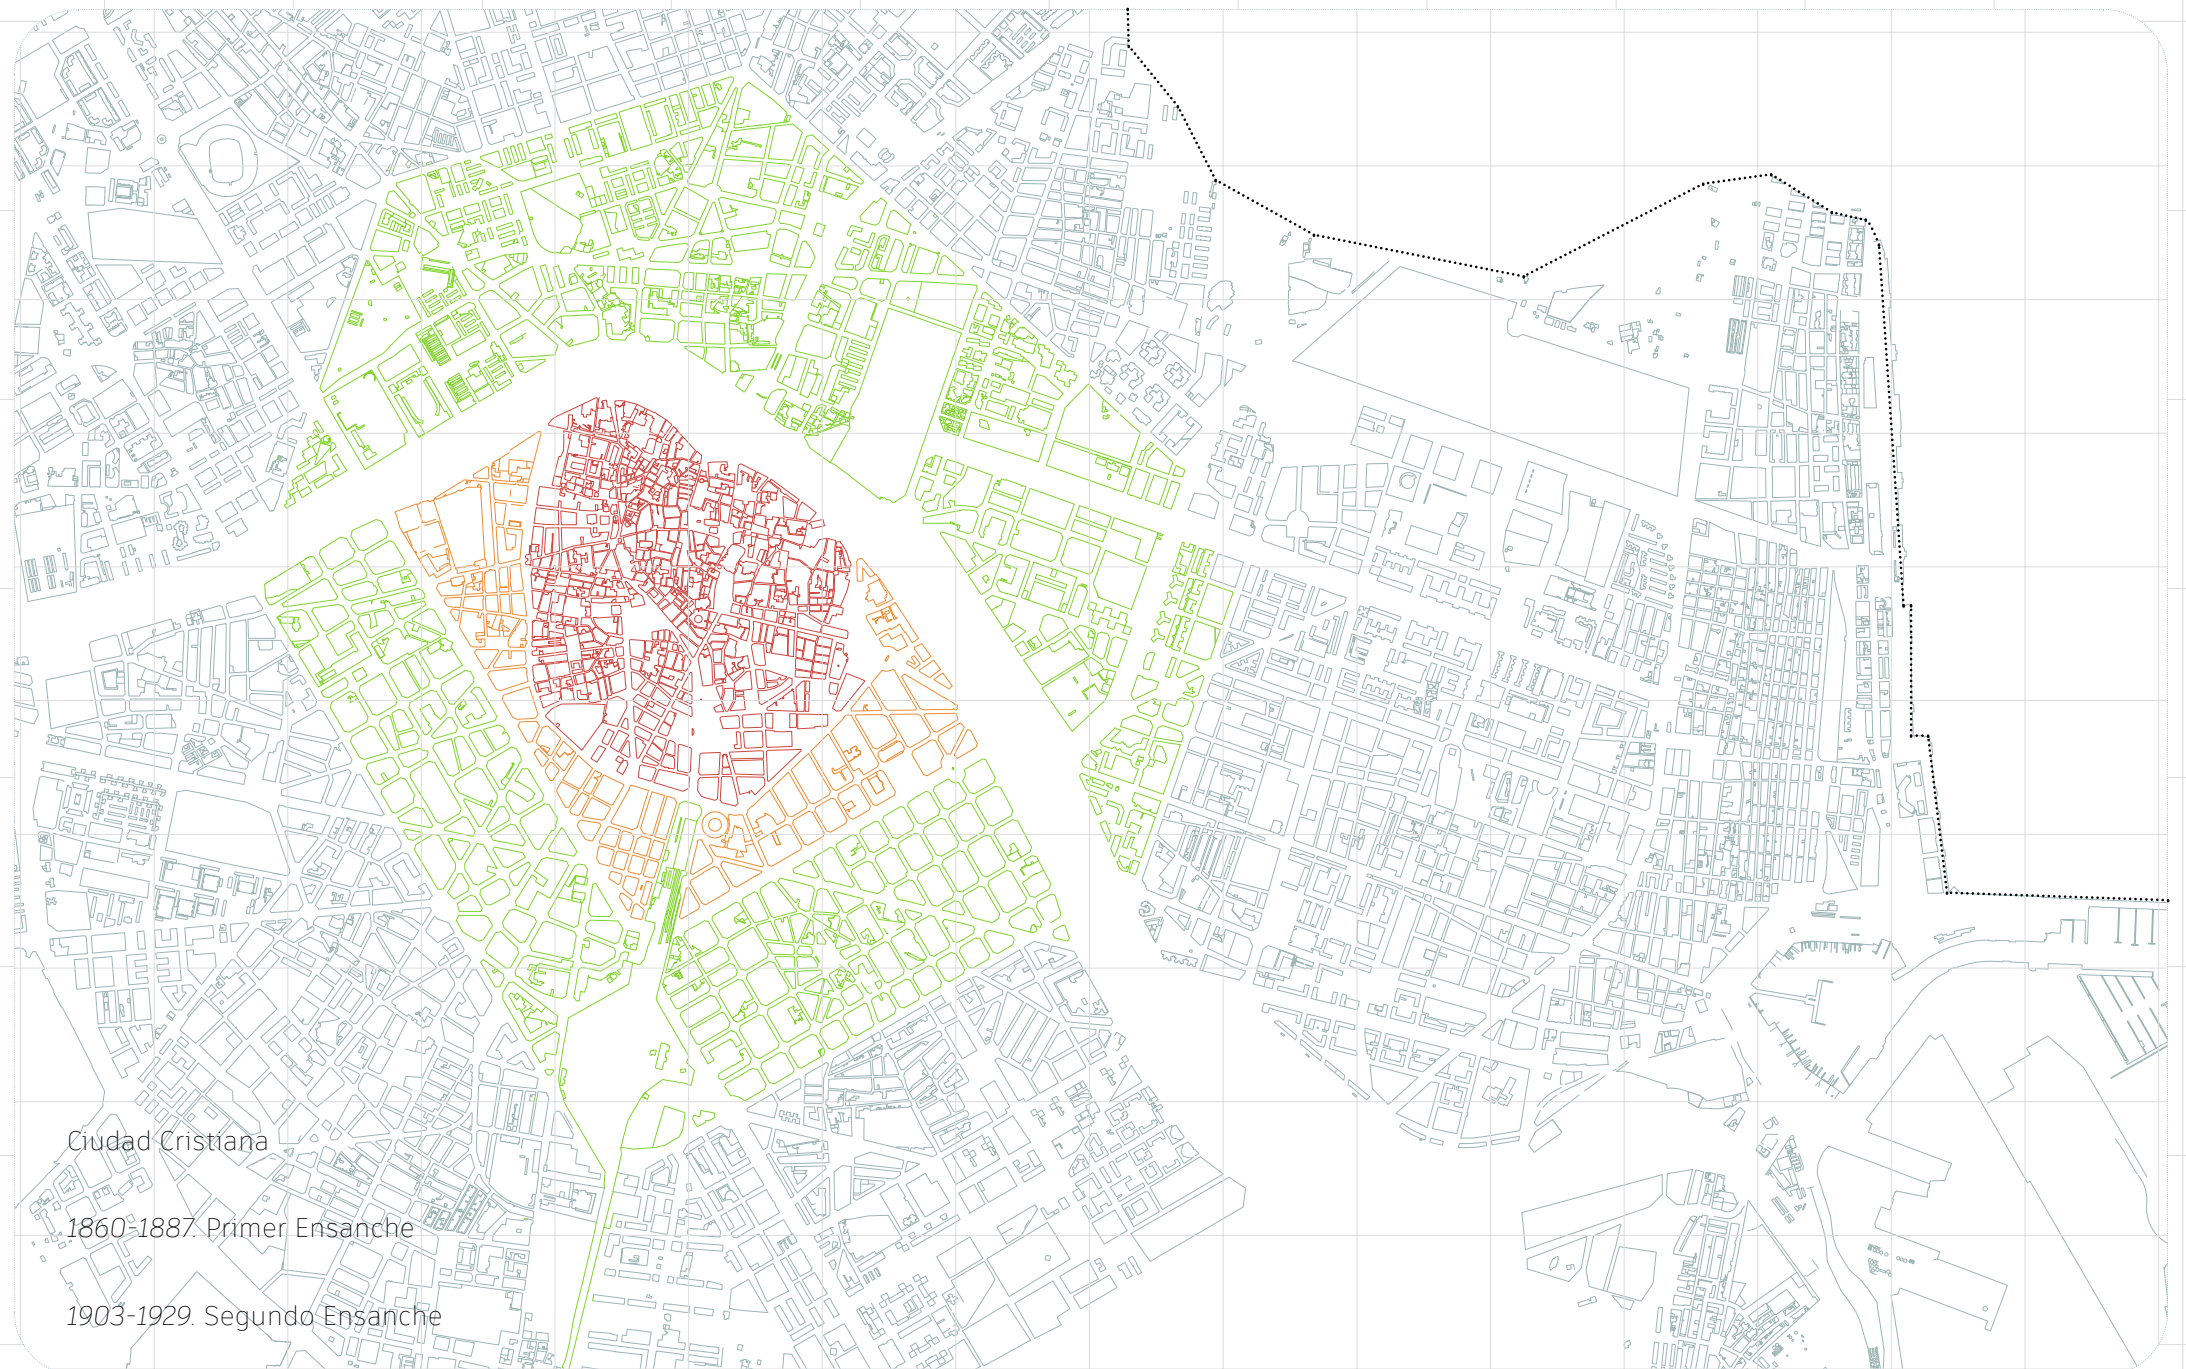 Ciudad Cristiana
1860-1887. Primer Ensanche
1903-1929. Segundo Ensanche